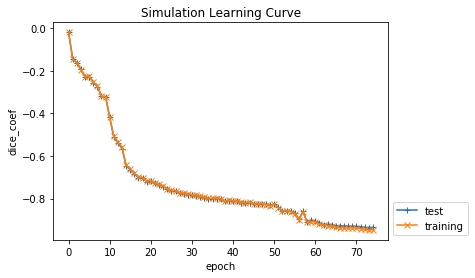 Simulation Learning Curve
0.0
−0.2
−0.4
−0.6
−0.8
dice_coef
0 10 20 30 40 50 60 70
epoch
test
training